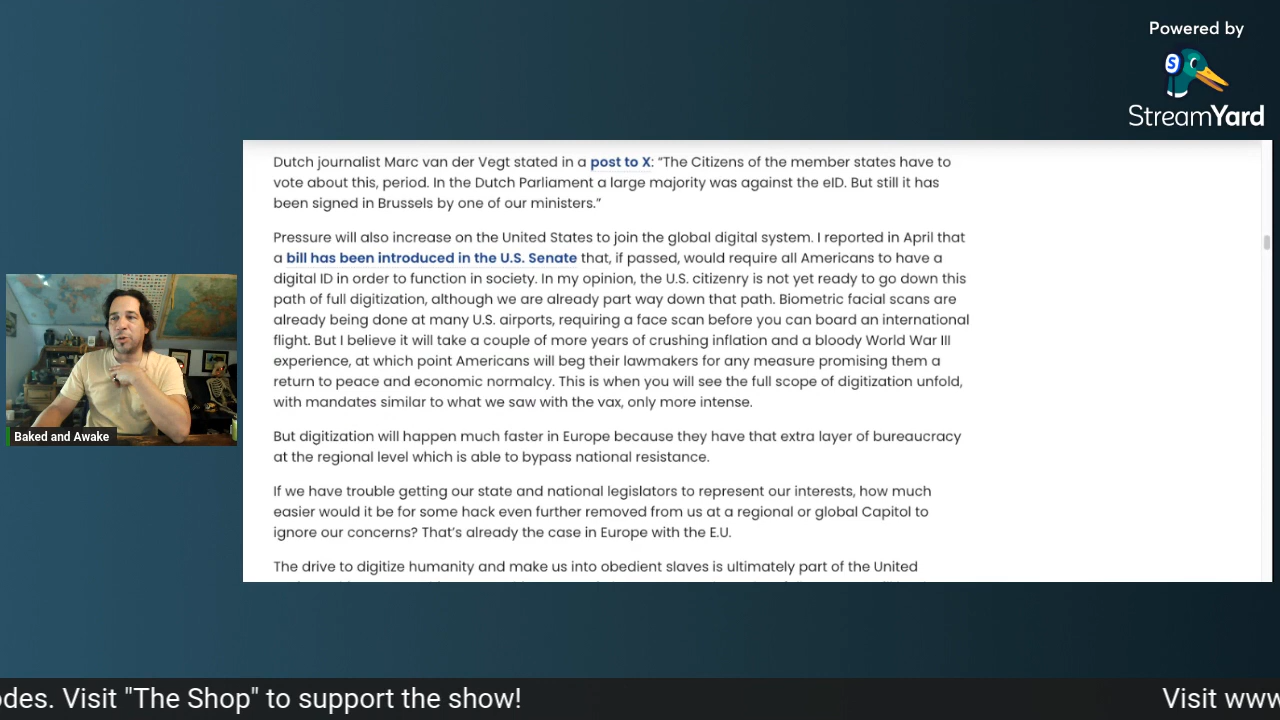 Powered by
StreamYard
Dutch journalist Marc van der Vegt stated in a post to X: “The Citizens of the member states have to
vote about this, period. In the Dutch Parliament a large majority was against the eID. But still it has
been signed in Brussels by one of our ministers.”
Pressure will also increase on the United States to join the global digital system. I reported in April that
a bill has been introduced in the U.S. Senate that, if passed, would require all Americans to have a
digital ID in order to function in society. In my opinion, the U.S. citizenry is not yet ready to go down this
path of full digitization, although we are already part way down that path. Biometric facial scans are
already being done at many U.S. airports, requiring a face scan before you can board an international
flight. But I believe it will take a couple of more years of crushing inflation and a bloody World War III
experience, at which point Americans will beg their lawmakers for any measure promising them a
return to peace and economic normalcy. This is when you will see the full scope of digitization unfold,
with mandates similar to what we saw with the vax, only more intense.
But digitization will happen much faster in Europe because they have that extra layer of bureaucracy
at the regional level which is able to bypass national resistance.
If we have trouble getting our state and national legislators to represent our interests, how much
easier would it be for some hack even further removed from us at a regional or global Capitol to
ignore our concerns? That’s already the case in Europe with the E.U.
The drive to digitize humanity and make us into obedient slaves is ultimately part of the United
Baked and Awake
odes. Visit "The Shop" to support the show!
Visit www